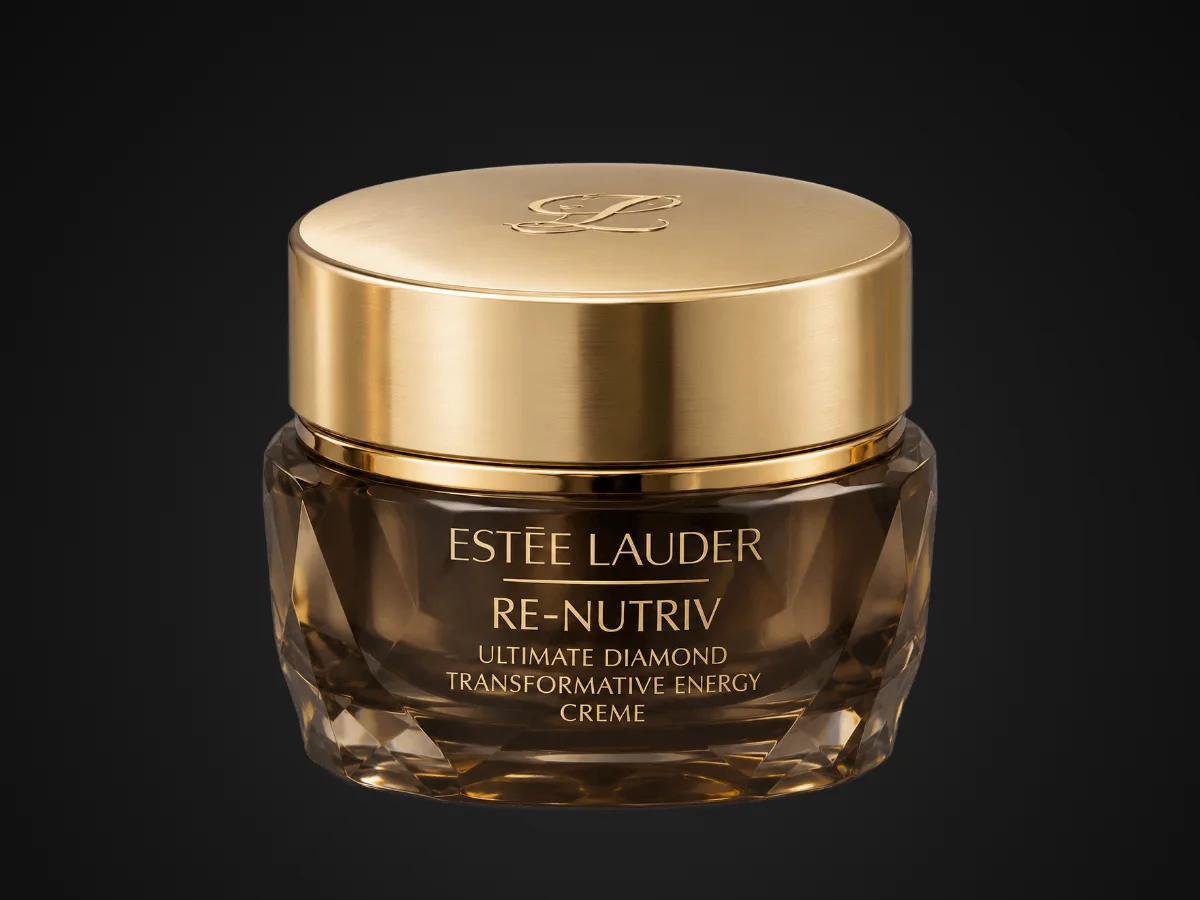 ESTĒE LAUDER
RE-NUTRIV
ULTIMATE DIAMOND
TRANSFORMATIVE ENERGY
CREME